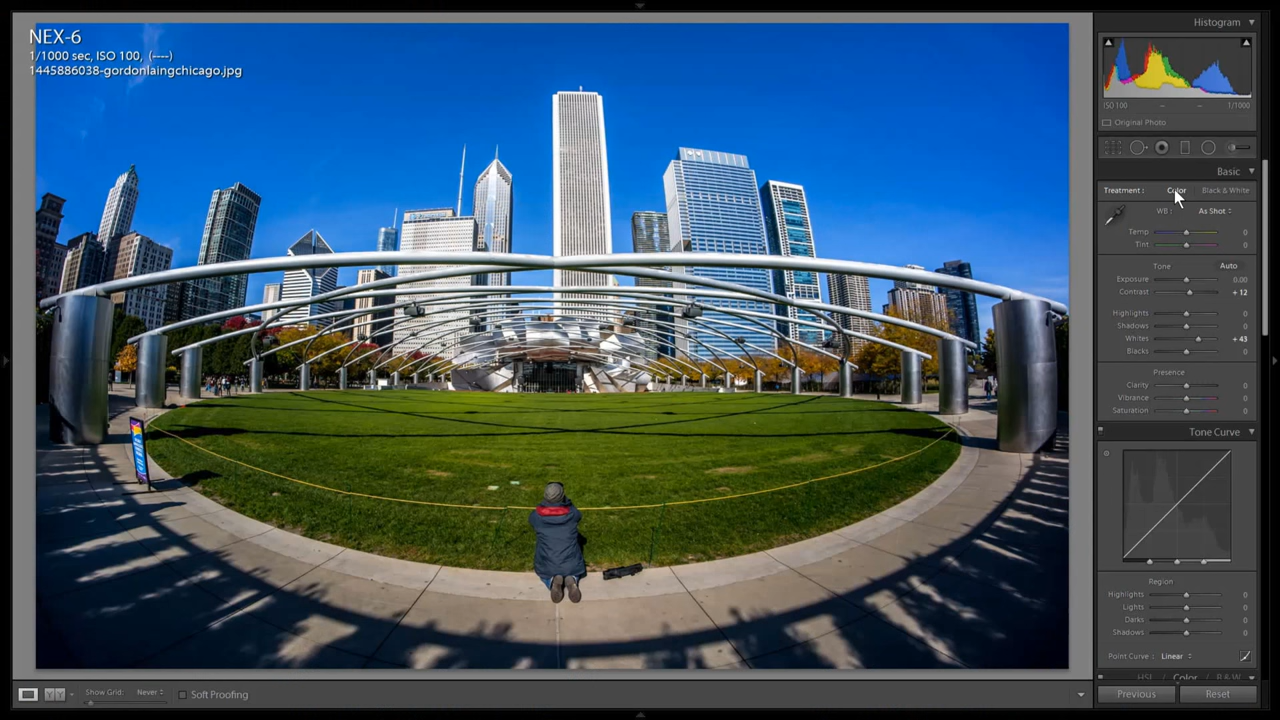 NEX-6
1/1000 sec, ISO 100, (----)
1445886038-gordonlaingchicago.jpg
Histogram
ISO 100 – – 1/1000
Original Photo
Basic
Treatment : Color Black & White
WB : As Shot
Temp 0
Tint 0
Tone Auto
Exposure 0.00
Contrast + 12
Highlights 0
Shadows 0
Whites + 43
Blacks 0
Presence
Clarity 0
Vibrance 0
Saturation 0
Tone Curve
Region
Highlights 0
Lights 0
Darks 0
Shadows 0
Point Curve : Linear
HSL / Color / B & W
Show Grid: Never Soft Proofing
Previous Reset